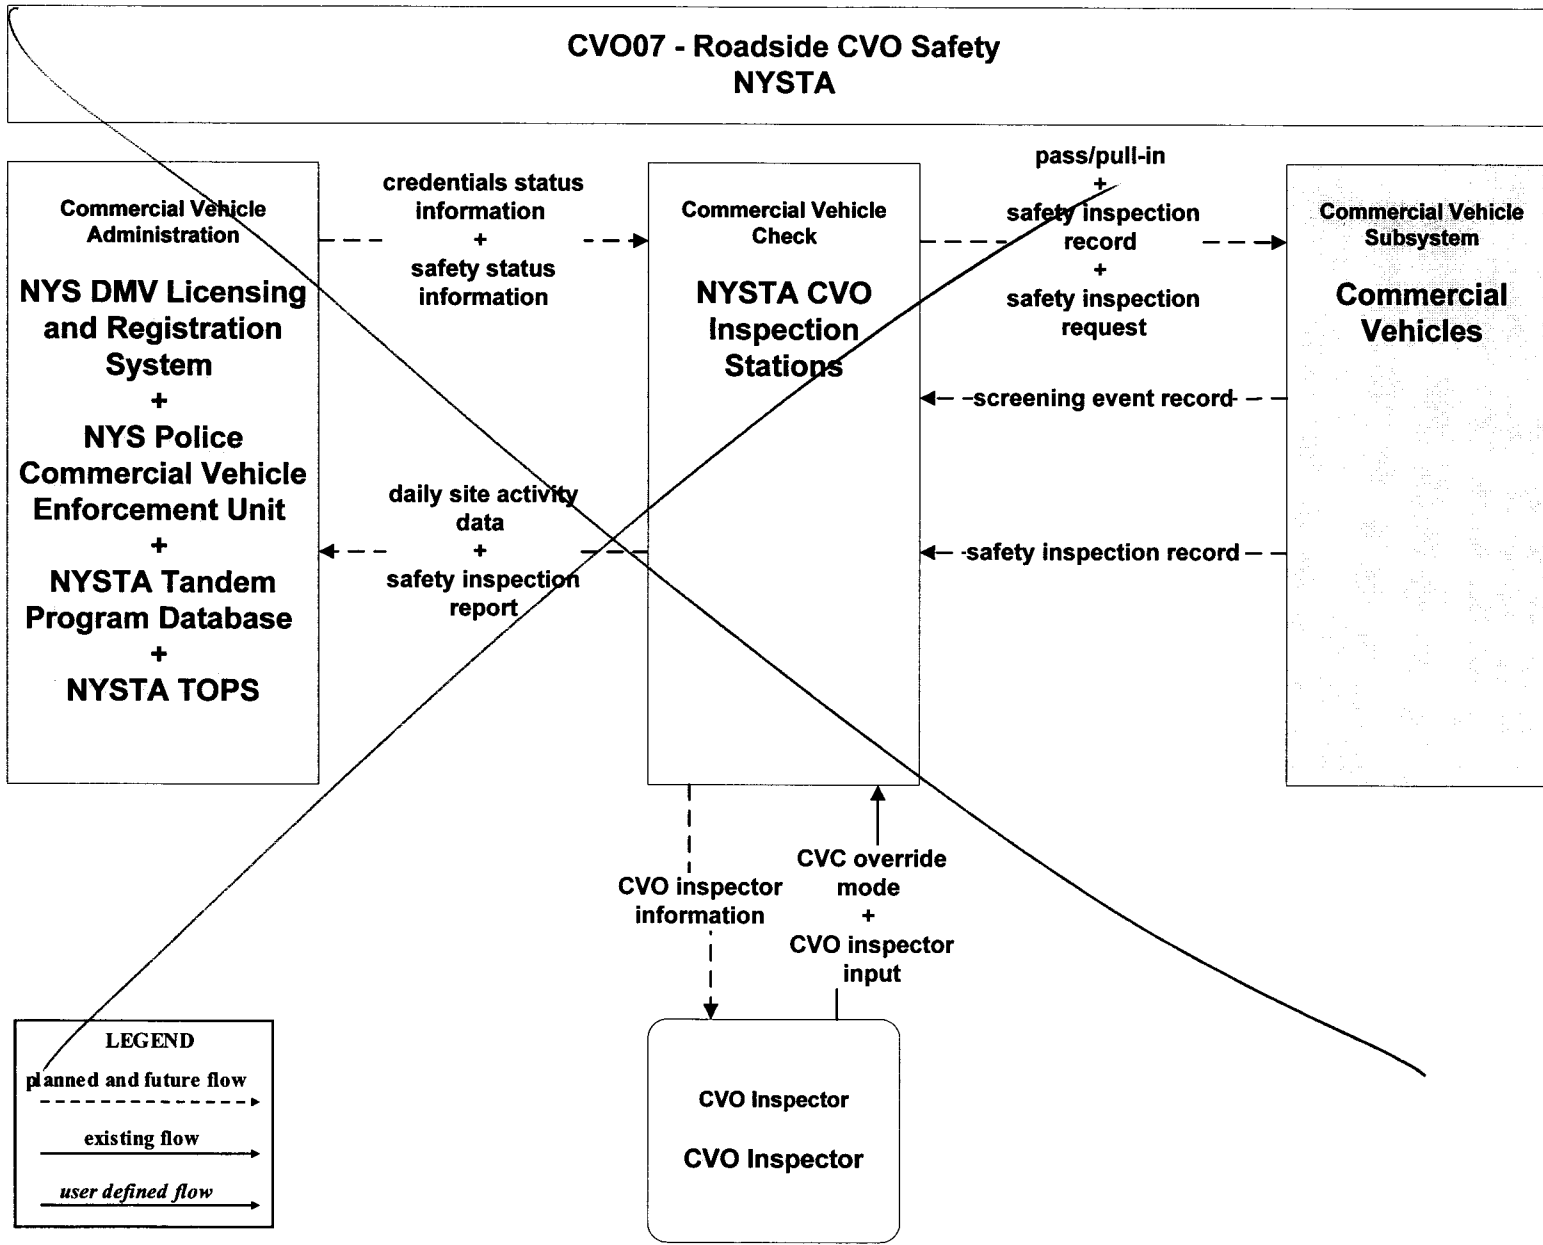 CVO07 - Roadside CVO Safety
NYSTA
Commercial Vehicle
Administration
NYS DMV Licensing
and Registration
System
+
NYS Police
Commercial Vehicle
Enforcement Unit
+
NYSTA Tandem
Program Database
+
NYSTA TOPS
credentials status
information
+
safety status
information
daily site activity
data
+
safety inspection
report
Commercial Vehicle
Check
NYSTA CVO
Inspection
Stations
pass/pull-in
+
safety inspection
record
+
safety inspection
request
screening event record
safety inspection record
Commercial Vehicle
Subsystem
Commercial
Vehicles
CVO inspector
information
CVC override
mode
+
CVO inspector
input
CVO Inspector
CVO Inspector
LEGEND
planned and future flow
existing flow
user defined flow